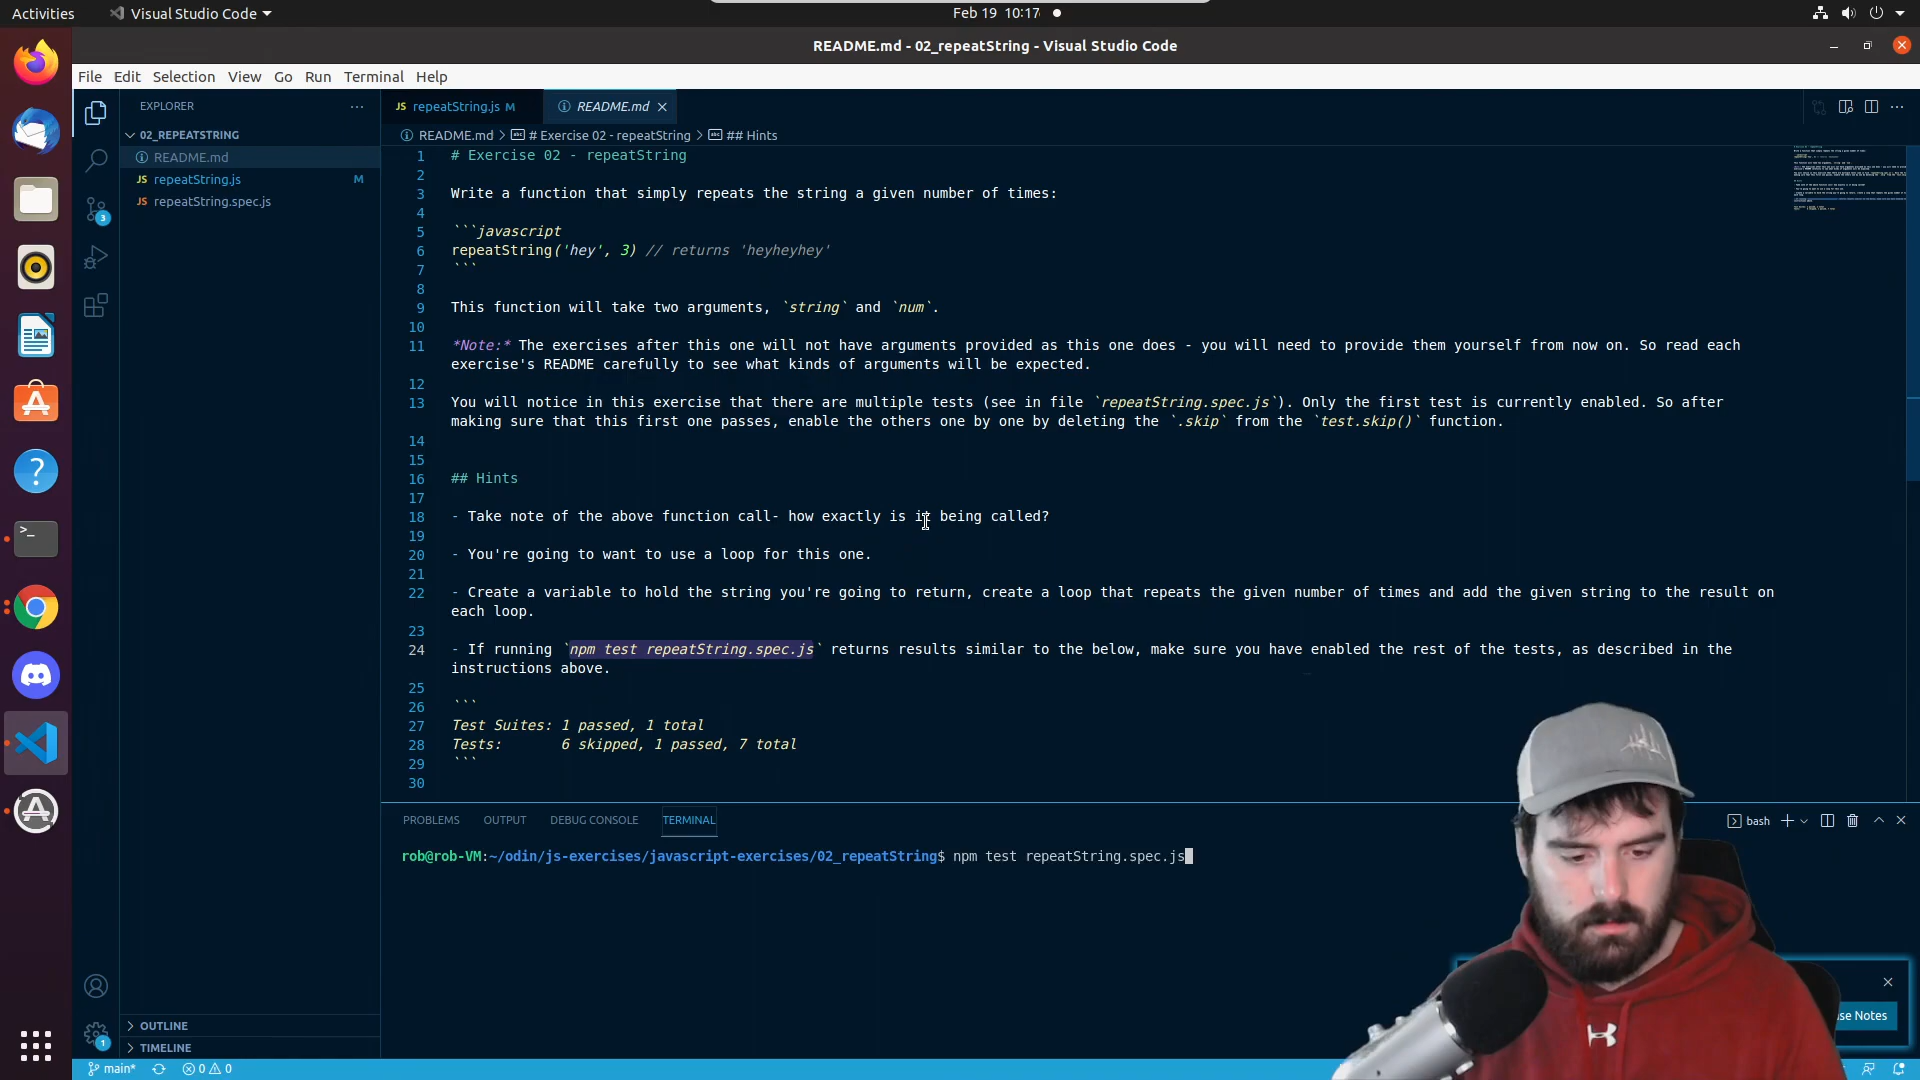 Activities
Visual Studio Code
Feb 19 10:17
README.md - 02_repeatString - Visual Studio Code
File Edit Selection View Go Run Terminal Help
EXPLORER
JS repeatString.js M
README.md
02_REPEATSTRING
README.md > # Exercise 02 - repeatString > ## Hints
README.md
JS repeatString.js M
JS repeatString.spec.js
3
1 # Exercise 02 - repeatString
2
3 Write a function that simply repeats the string a given number of times:
4
5 ```javascript
6 repeatString('hey', 3) // returns 'heyheyhey'
7 ```
8
9 This function will take two arguments, `string` and `num`.
10
11 *Note:* The exercises after this one will not have arguments provided as this one does - you will need to provide them yourself from now on. So read each
exercise's README carefully to see what kinds of arguments will be expected.
12
13 You will notice in this exercise that there are multiple tests (see in file `repeatString.spec.js`). Only the first test is currently enabled. So after
making sure that this first one passes, enable the others one by one by deleting the `.skip` from the `test.skip()` function.
14
15
16 ## Hints
17
18 - Take note of the above function call- how exactly is it being called?
19
20 - You're going to want to use a loop for this one.
21
22 - Create a variable to hold the string you're going to return, create a loop that repeats the given number of times and add the given string to the result on
each loop.
23
24 - If running `npm test repeatString.spec.js` returns results similar to the below, make sure you have enabled the rest of the tests, as described in the
instructions above.
25
26 ```
27 Test Suites: 1 passed, 1 total
28 Tests: 6 skipped, 1 passed, 7 total
29 ```
30
PROBLEMS OUTPUT DEBUG CONSOLE TERMINAL
bash
rob@rob-VM:~/odin/js-exercises/javascript-exercises/02_repeatString$ npm test repeatString.spec.js
se Notes
OUTLINE
1
TIMELINE
main* 0 0